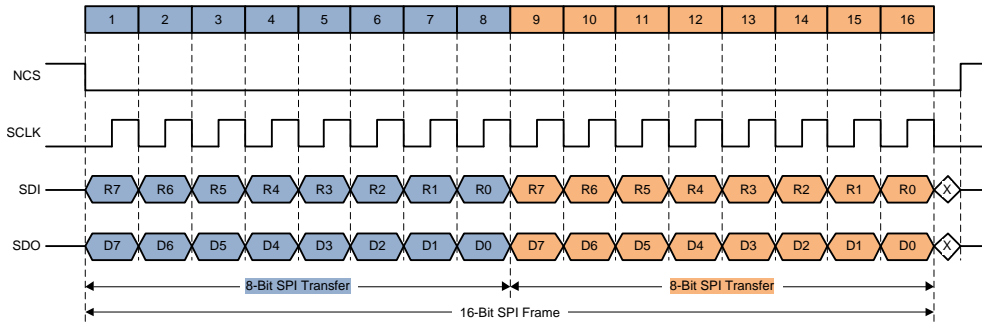 1 2 3 4 5 6 7 8 9 10 11 12 13 14 15 16
NCS
SCLK
SDI R7 R6 R5 R4 R3 R2 R1 R0 R7 R6 R5 R4 R3 R2 R1 R0 X
SDO D7 D6 D5 D4 D3 D2 D1 D0 D7 D6 D5 D4 D3 D2 D1 D0 X
8-Bit SPI Transfer 8-Bit SPI Transfer
16-Bit SPI Frame